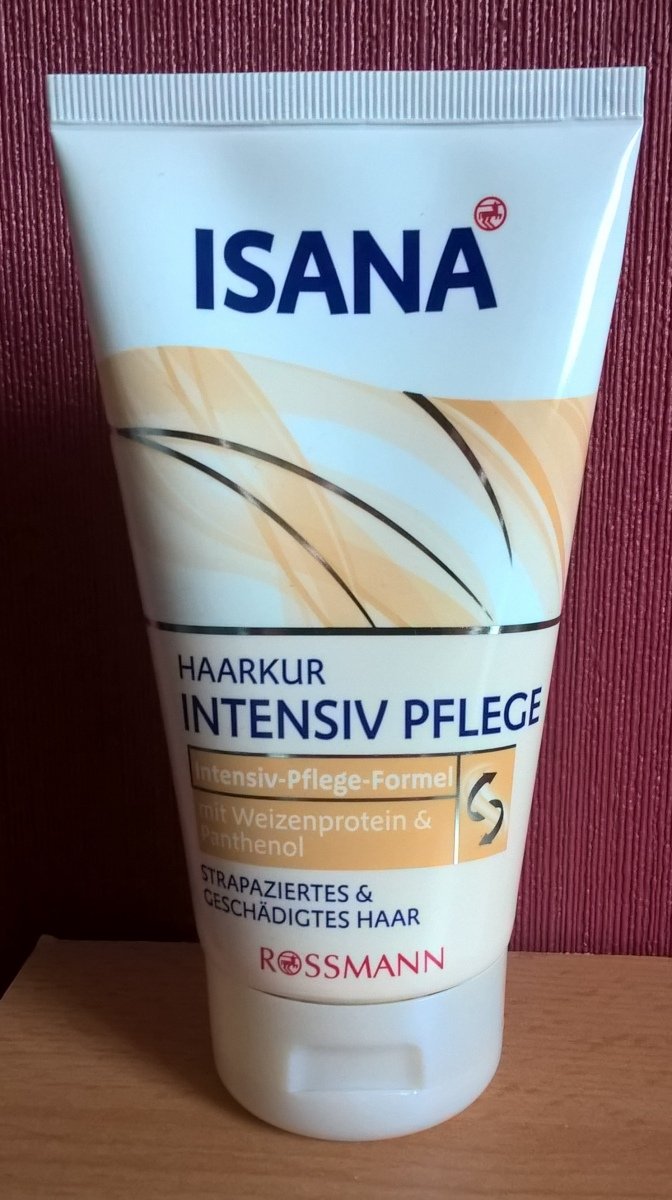 ISANA
HAARKUR
INTENSIV PFLEGE
Intensiv-Pflege-Formel
mit Weizenprotein &
Panthenol
STRAPAZIERTES &
GESCHÄDIGTES HAAR
ROSSMANN